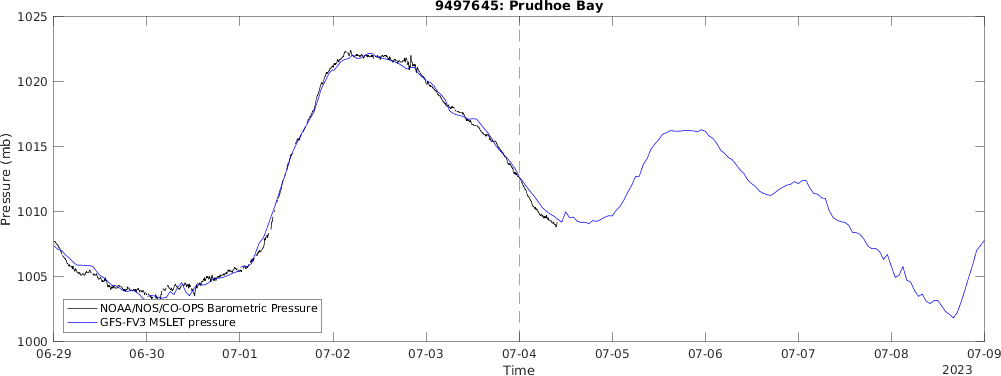 9497645: Prudhoe Bay
1025
1020
1015
1010
1005
1000
Pressure (mb)
NOAA/NOS/CO-OPS Barometric Pressure
GFS-FV3 MSLET pressure
06-29 06-30 07-01 07-02 07-03 07-04 07-05 07-06 07-07 07-08 07-09
Time
2023